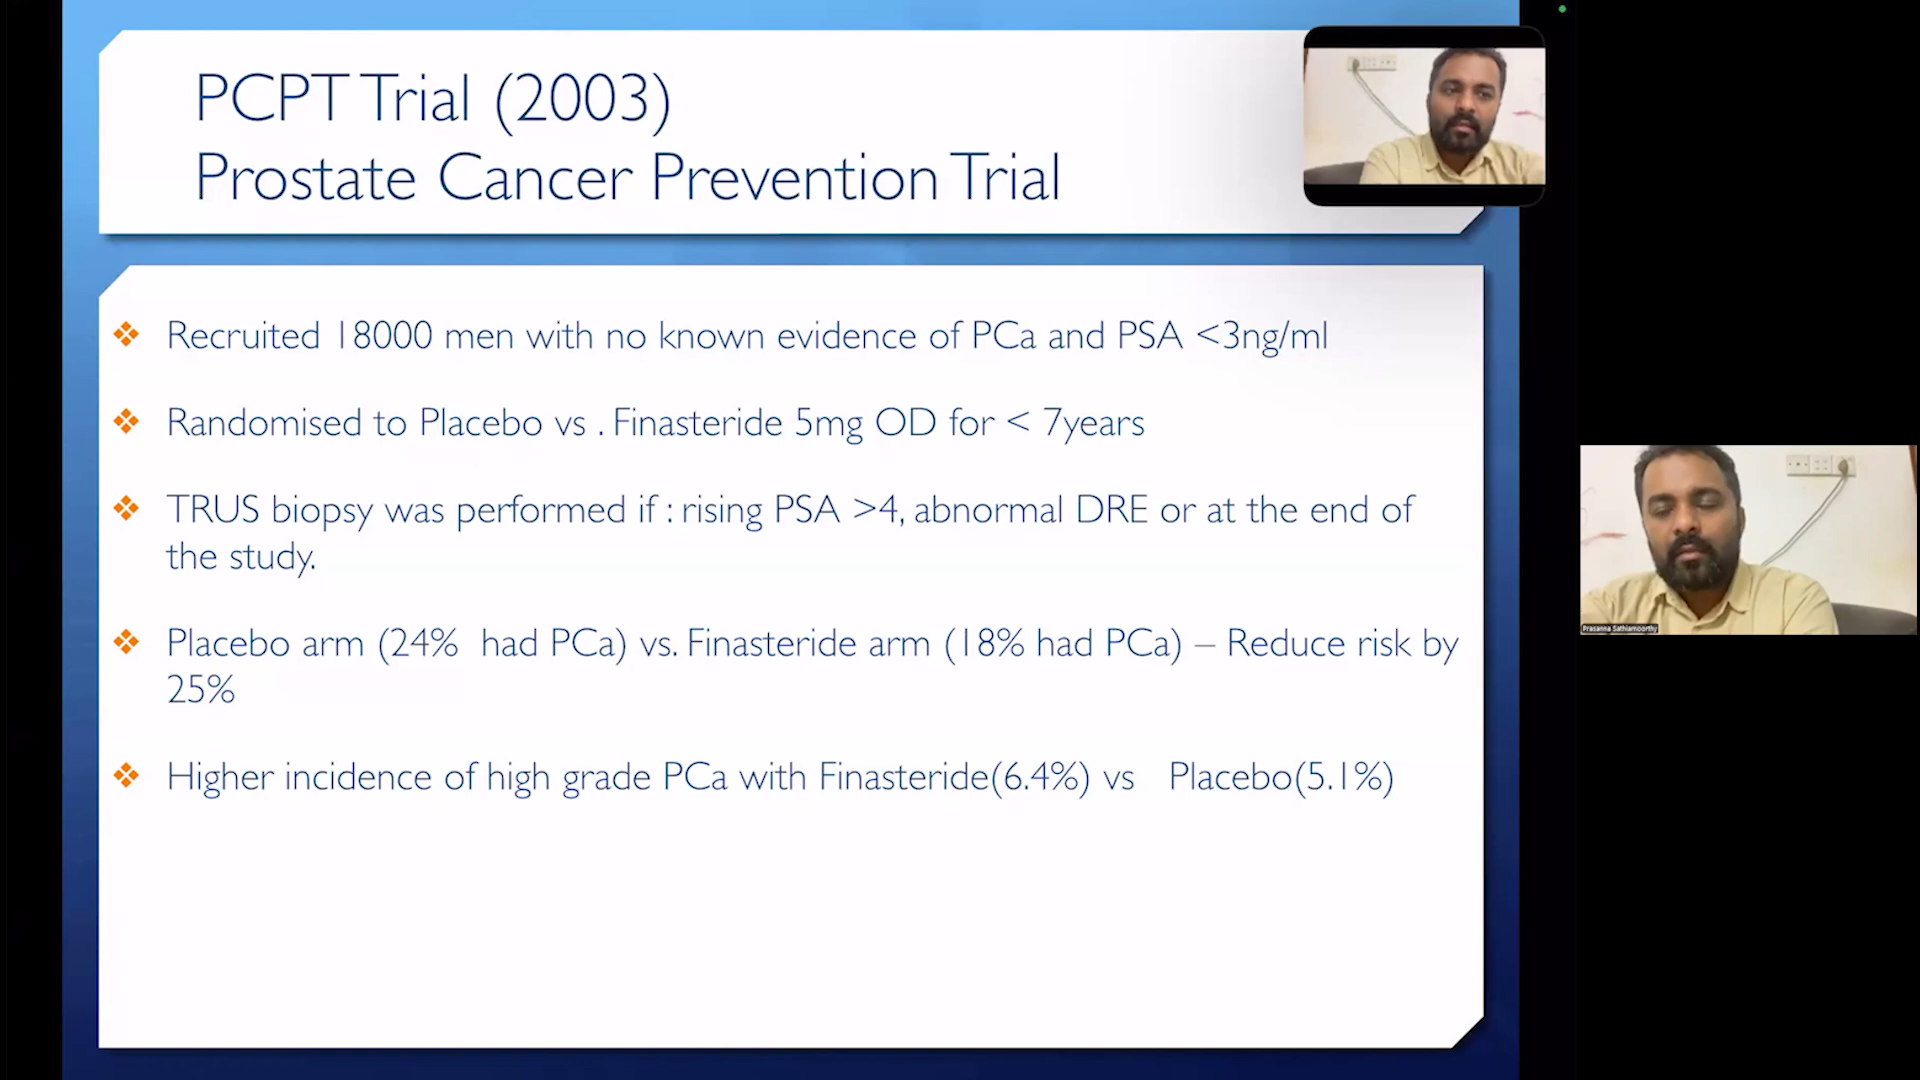 PCPT Trial (2003)
Prostate Cancer Prevention Trial
Recruited 18000 men with no known evidence of PCa and PSA <3ng/ml
Randomised to Placebo vs . Finasteride 5mg OD for < 7years
TRUS biopsy was performed if : rising PSA >4, abnormal DRE or at the end of
the study.
Placebo arm (24%  had PCa) vs. Finasteride arm (18% had PCa) – Reduce risk by
25%
Higher incidence of high grade PCa with Finasteride(6.4%) vs   Placebo(5.1%)
Prasanna Sathiamoorthy